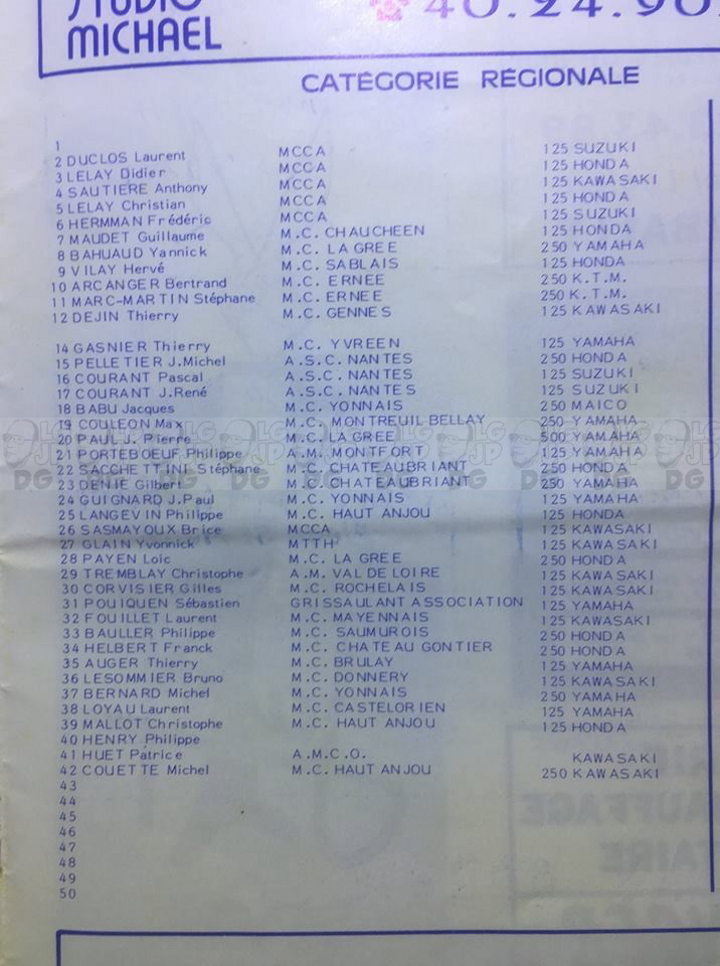 STUDIO
MICHAEL
40.24.90
CATÉGORIE RÉGIONALE
1
2 DUCLOS Laurent MCCA 125 SUZUKI
3 LELAY Didier MCCA 125 HONDA
4 SAUTIERE Anthony MCCA 125 KAWASAKI
5 LELAY Christian MCCA 125 HONDA
6 HERMMAN Frédéric MCCA 125 SUZUKI
7 MAUDET Guillaume M.C. CHAUCHEEN 125 HONDA
8 BAHUAUD Yannick M.C. LA GREE 250 YAMAHA
9 VILAY Hervé M.C. SABLAIS 125 HONDA
10 ARCANGER Bertrand M.C. ERNEE 250 K.T.M.
11 MARC-MARTIN Stéphane M.C. ERNEE 250 K.T.M.
12 DEJIN Thierry M.C. GENNES 125 KAWASAKI
14 GASNIER Thierry M.C. YVREEN 125 YAMAHA
15 PELLETIER J.Michel A.S.C. NANTES 250 HONDA
16 COURANT Pascal A.S.C. NANTES 125 SUZUKI
17 COURANT J.René A.S.C. NANTES 125 SUZUKI
18 BABU Jacques M.C. YONNAIS 250 MAICO
19 COULEON Max M.C. MONTREUIL BELLAY 250 YAMAHA
20 PAUL J. Pierre M.C. LA GREE 500 YAMAHA
21 PORTEBOEUF Philippe A.M. MONTFORT 125 YAMAHA
22 SACCHETTINI Stéphane M.C. CHATEAUBRIANT 250 HONDA
23 DENIE Gilbert M.C. CHATEAUBRIANT 250 YAMAHA
24 GUIGNARD J.Paul M.C. YONNAIS 125 YAMAHA
25 LANGEVIN Philippe M.C. HAUT ANJOU 125 HONDA
26 SASMAYOUX Brice MCCA 125 KAWASAKI
27 GLAIN Yvonnick MTTH 125 KAWASAKI
28 PAYEN Loic M.C. LA GREE 250 HONDA
29 TREMBLAY Christophe A.M. VAL DE LOIRE 125 KAWASAKI
30 CORVISIER Gilles M.C. ROCHELAIS 125 KAWASAKI
31 POUIQUEN Sébastien GRISSAULANT ASSOCIATION 125 YAMAHA
32 FOUILLET Laurent M.C. MAYENNAIS 125 KAWASAKI
33 BAULLER Philippe M.C. SAUMUROIS 250 HONDA
34 HELBERT Franck M.C. CHATEAU GONTIER 250 HONDA
35 AUGER Thierry M.C. BRULAY 125 YAMAHA
36 LESOMMIER Bruno M.C. DONNERY 125 KAWASAKI
37 BERNARD Michel M.C. YONNAIS 250 YAMAHA
38 LOYAU Laurent M.C. CASTELORIEN 125 YAMAHA
39 MALLOT Christophe M.C. HAUT ANJOU 125 HONDA
40 HENRY Philippe
41 HUET Patrice A.M.C.O. KAWASAKI
42 COUETTE Michel M.C. HAUT ANJOU 250 KAWASAKI
43
44
45
46
47
48
49
50